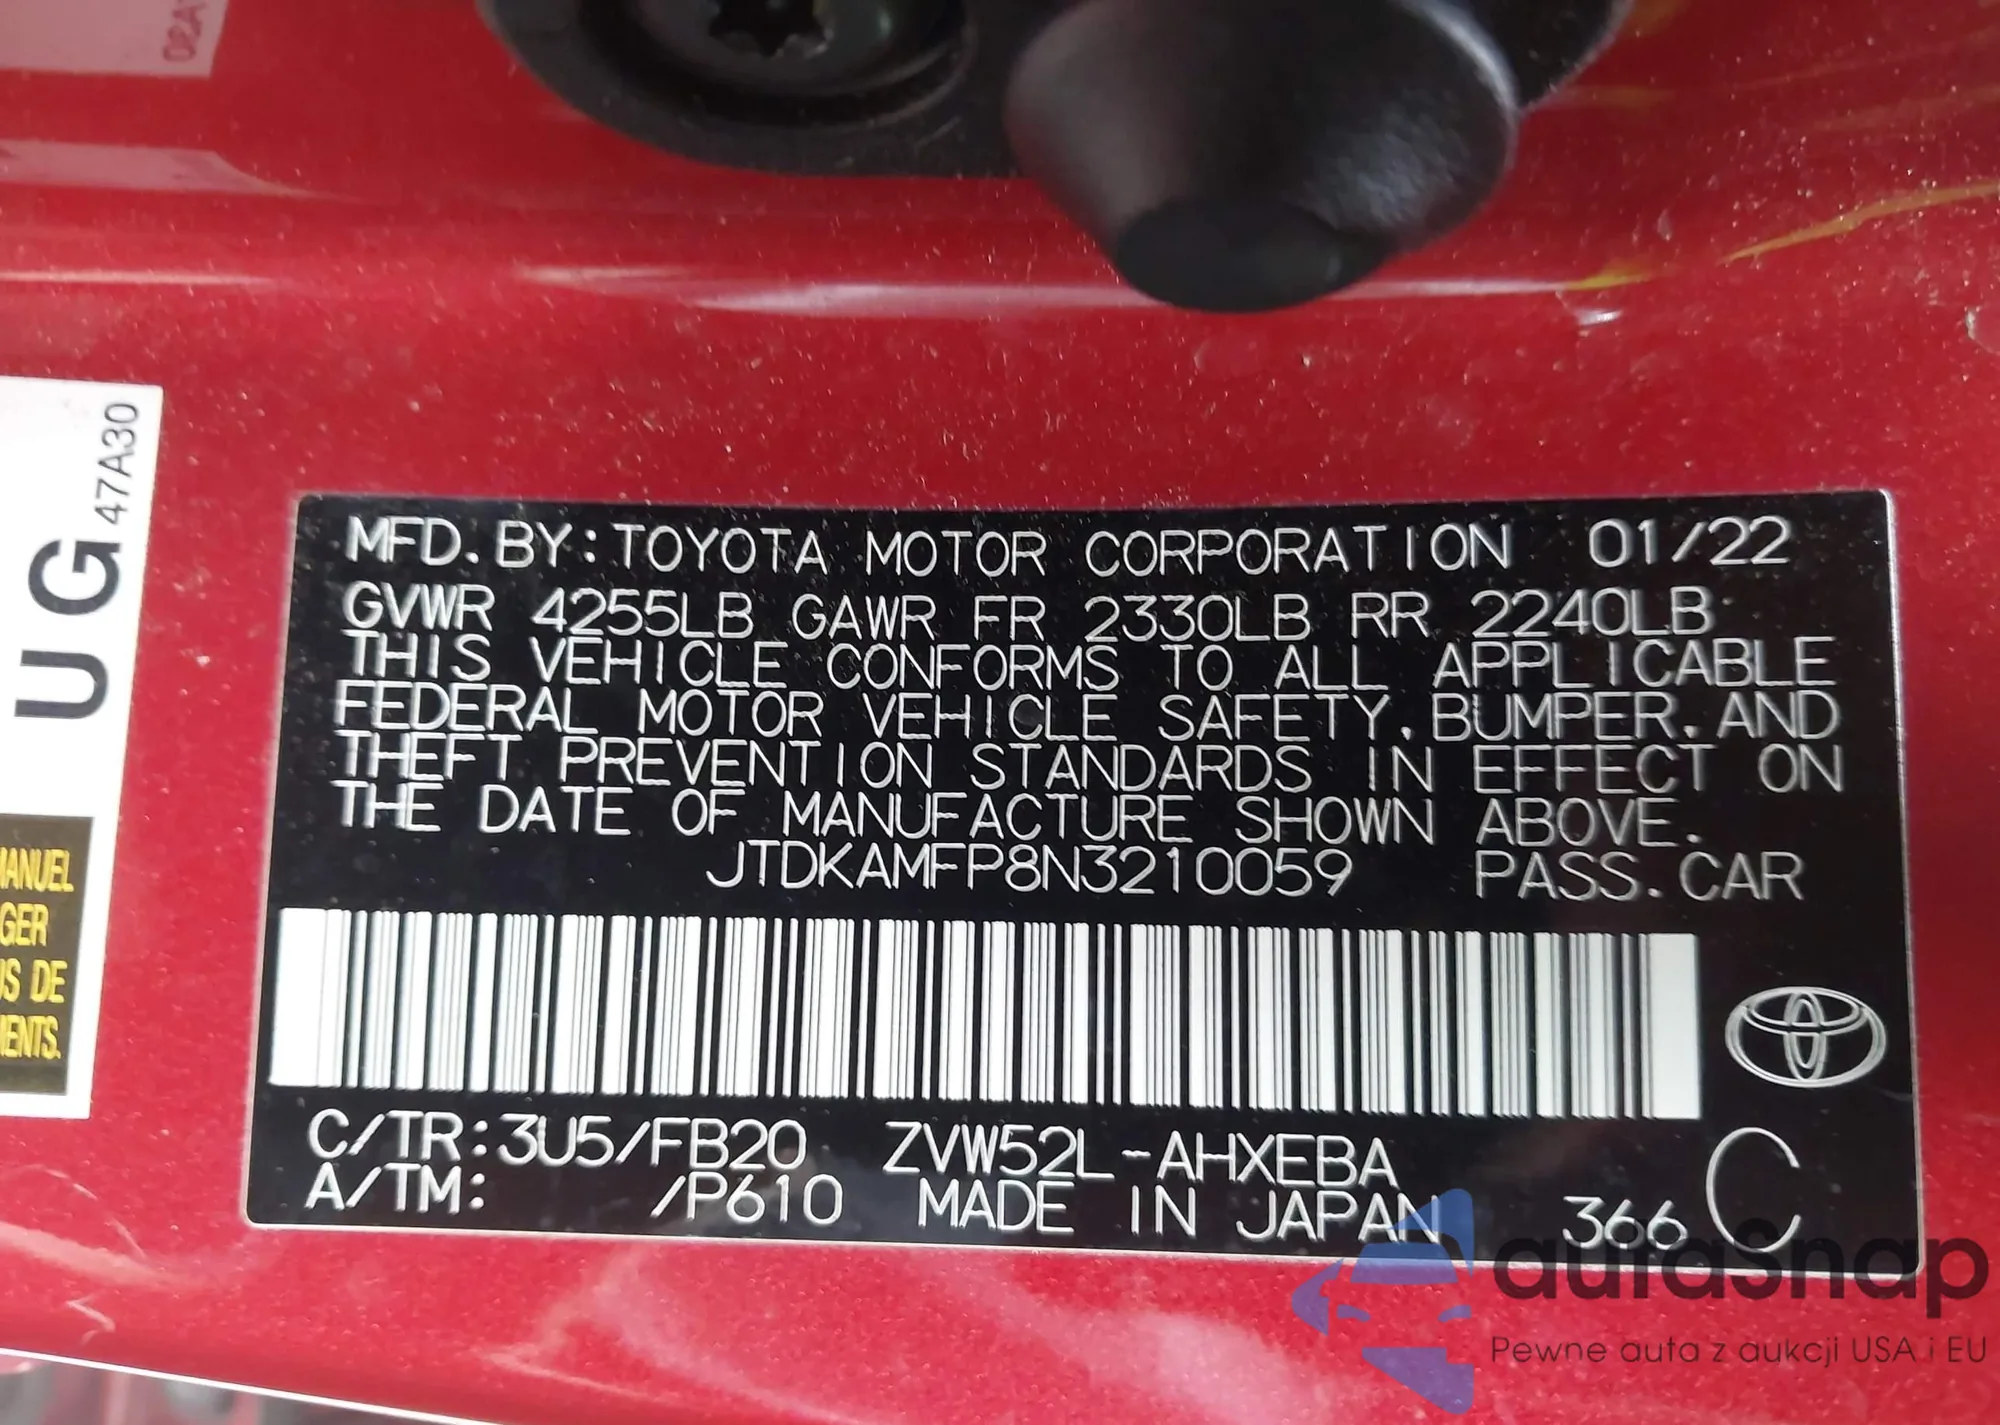 47A30
UG
MANUEL
GER
US DE
MENTS.
MFD. BY: TOYOTA MOTOR CORPORATION 01/22
GVWR 4255LB GAWR FR 2330LB RR 2240LB
THIS VEHICLE CONFORMS TO ALL APPLICABLE
FEDERAL MOTOR VEHICLE SAFETY, BUMPER, AND
THEFT PREVENTION STANDARDS IN EFFECT ON
THE DATE OF MANUFACTURE SHOWN ABOVE.
JTDKAMFP8N3210059 PASS. CAR
C/TR: 3U5/FB20 ZVW52L-AHXEBA
A/TM: /P610 MADE IN JAPAN 366 C
autaSnap
Pewne auta z aukcji USA i EU